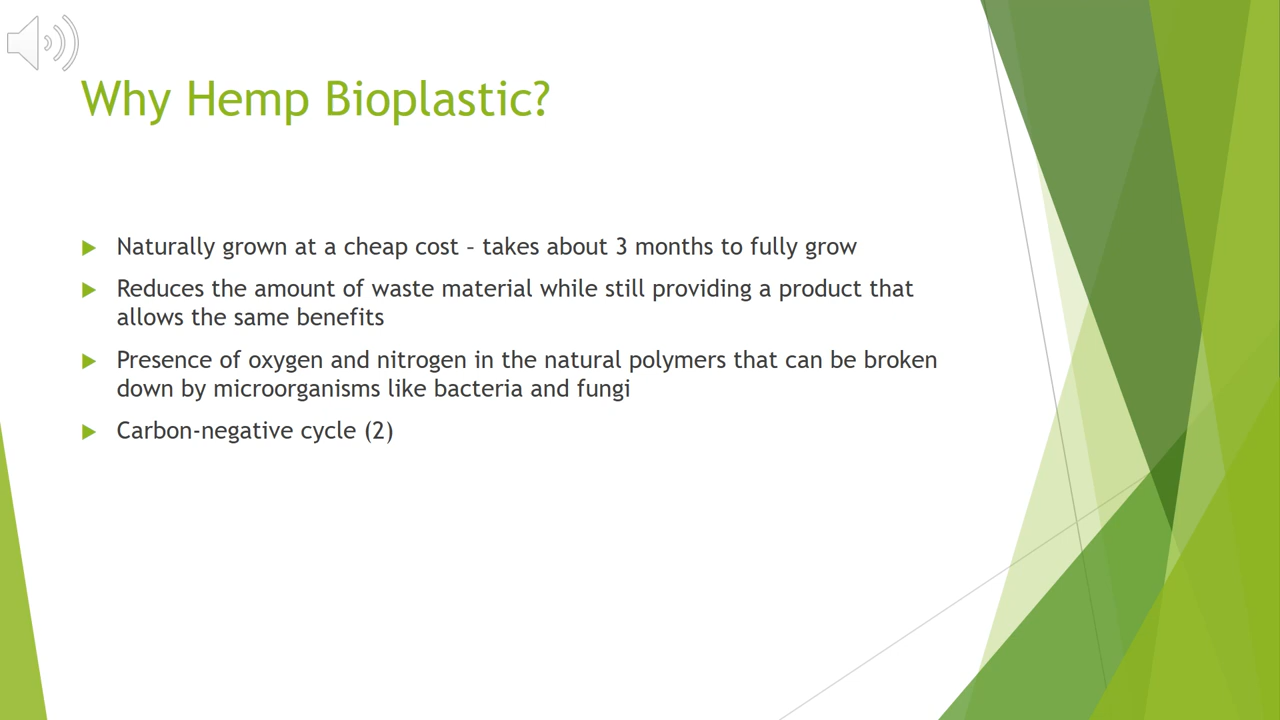 Why Hemp Bioplastic?
Naturally grown at a cheap cost – takes about 3 months to fully grow
Reduces the amount of waste material while still providing a product that
allows the same benefits
Presence of oxygen and nitrogen in the natural polymers that can be broken
down by microorganisms like bacteria and fungi
Carbon-negative cycle (2)